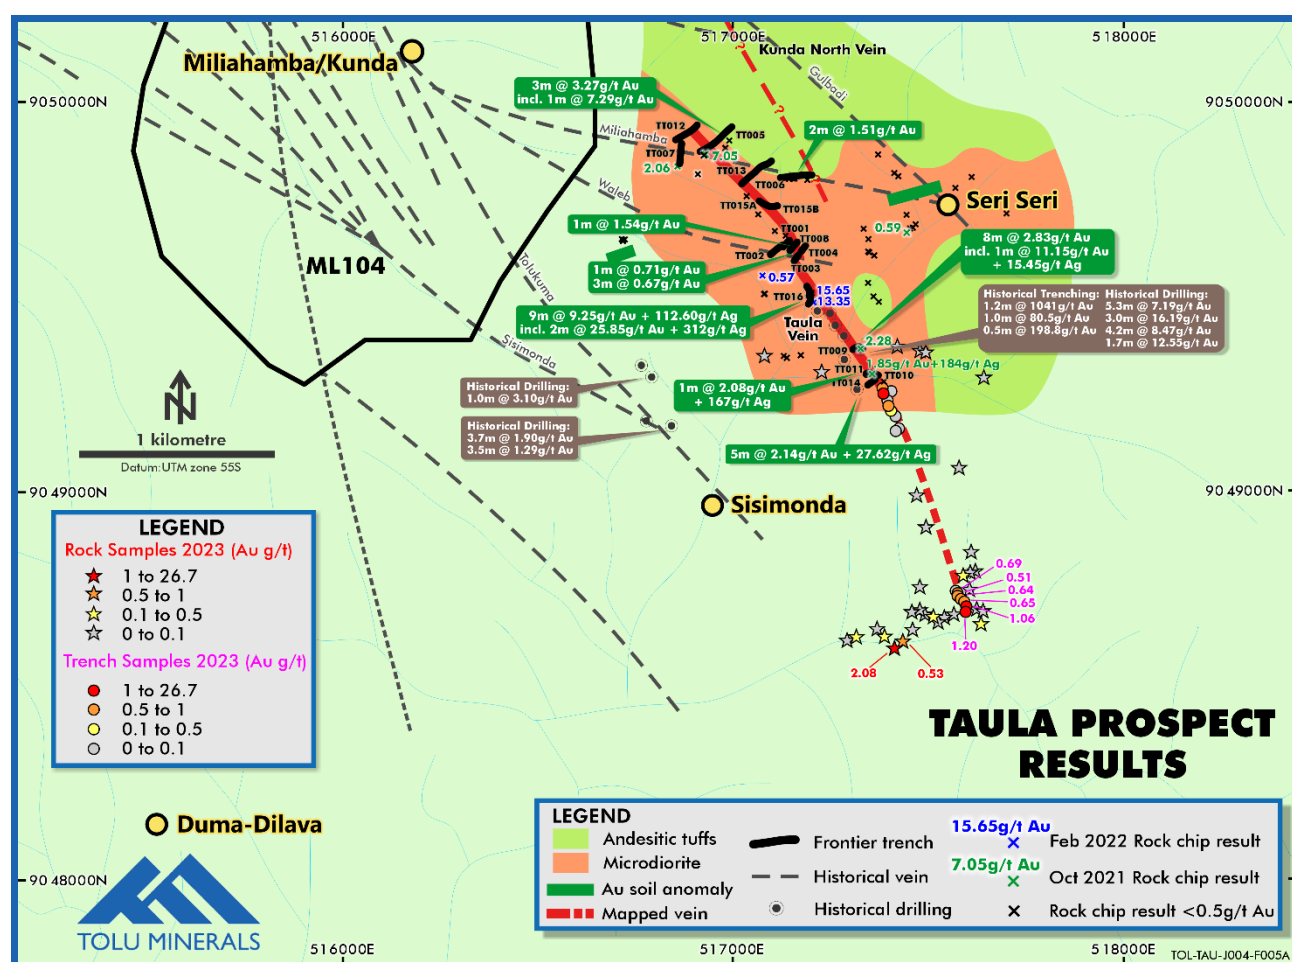 516000E
517000E
518000E
Kunda North Vein
Miliahamba/Kunda
Gulbadi
?
9050000N
9050000N
3m @ 3.27g/t Au
incl. 1m @ 7.29g/t Au
2m @ 1.51g/t Au
Miliahamba
TT012
TT005
TT007
7.05
2.06
TT013
TT006
?
Waleb
Seri Seri
TT015A
TT015B
1m @ 1.54g/t Au
TT001
TT008
TT002
TT004
TT003
0.59
8m @ 2.83g/t Au
incl. 1m @ 11.15g/t Au
+ 15.45g/t Ag
ML104
Tolukuma
1m @ 0.71g/t Au
3m @ 0.67g/t Au
0.57
TT016
15.65
13.35
9m @ 9.25g/t Au + 112.60g/t Ag
incl. 2m @ 25.85g/t Au + 312g/t Ag
Taula
Vein
Historical Trenching:
1.2m @ 1041g/t Au
1.0m @ 80.5g/t Au
0.5m @ 198.8g/t Au
Historical Drilling:
5.3m @ 7.19g/t Au
3.0m @ 16.19g/t Au
4.2m @ 8.47g/t Au
1.7m @ 12.55g/t Au
Sisimonda
TT009
2.28
1.85g/t Au+184g/t Ag
TT011
TT010
TT014
1m @ 2.08g/t Au
+ 167g/t Ag
Historical Drilling:
1.0m @ 3.10g/t Au
Historical Drilling:
3.7m @ 1.90g/t Au
3.5m @ 1.29g/t Au
5m @ 2.14g/t Au + 27.62g/t Ag
N
1 kilometre
Datum:UTM zone 55S
9049000N
9049000N
Sisimonda
LEGEND
Rock Samples 2023 (Au g/t)
1 to 26.7
0.5 to 1
0.1 to 0.5
0 to 0.1
Trench Samples 2023 (Au g/t)
1 to 26.7
0.5 to 1
0.1 to 0.5
0 to 0.1
0.69
0.51
0.64
0.65
1.06
1.20
2.08
0.53
TAULA PROSPECT
RESULTS
Duma-Dilava
9048000N
TOLU MINERALS
LEGEND
Andesitic tuffs
Microdiorite
Au soil anomaly
Mapped vein
Frontier trench
Historical vein
Historical drilling
15.65g/t Au
Feb 2022 Rock chip result
7.05g/t Au
Oct 2021 Rock chip result
Rock chip result <0.5g/t Au
516000E
517000E
518000E
TOL-TAU-J004-F005A